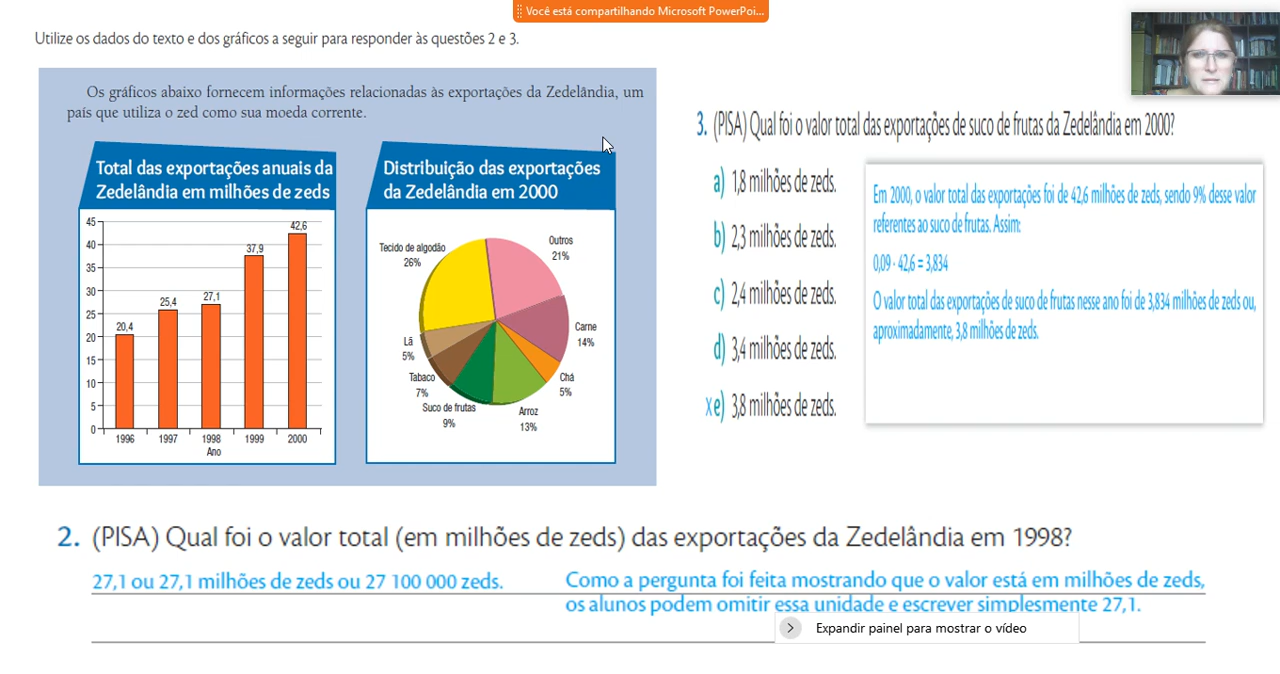 Você está compartilhando Microsoft PowerPoi...
Utilize os dados do texto e dos gráficos a seguir para responder às questões 2 e 3.
Os gráficos abaixo fornecem informações relacionadas às exportações da Zedelândia, um
país que utiliza o zed como sua moeda corrente.
Total das exportações anuais da
Zedelândia em milhões de zeds
45
40
35
30
25
20
15
10
5
0
20,4
25,4
27,1
37,9
42,6
1996
1997
1998
1999
2000
Ano
Distribuição das exportações
da Zedelândia em 2000
Tecido de algodão
26%
Outros
21%
Carne
14%
Chá
5%
Arroz
13%
Suco de frutas
9%
Tabaco
7%
Lã
5%
3. (PISA) Qual foi o valor total das exportações de suco de frutas da Zedelândia em 2000?
a) 1,8 milhões de zeds.
b) 2,3 milhões de zeds.
c) 2,4 milhões de zeds.
d) 3,4 milhões de zeds.
x e) 3,8 milhões de zeds.
Em 2000, o valor total das exportações foi de 42,6 milhões de zeds, sendo 9% desse valor
referentes ao suco de frutas. Assim:
0,09 · 42,6 = 3,834
O valor total das exportações de suco de frutas nesse ano foi de 3,834 milhões de zeds ou,
aproximadamente, 3,8 milhões de zeds.
2. (PISA) Qual foi o valor total (em milhões de zeds) das exportações da Zedelândia em 1998?
27,1 ou 27,1 milhões de zeds ou 27 100 000 zeds.
Como a pergunta foi feita mostrando que o valor está em milhões de zeds,
os alunos podem omitir essa unidade e escrever simplesmente 27,1.
Expandir painel para mostrar o vídeo